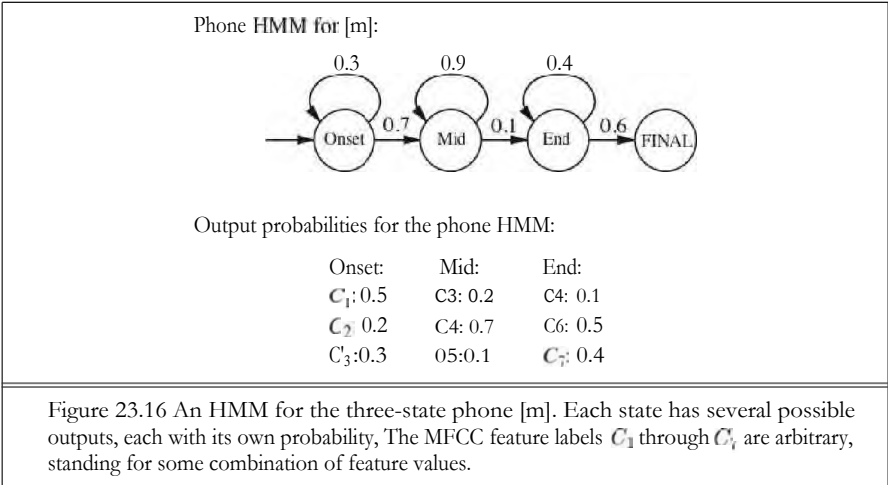 Phone HMM for [m]:
0.3 0.9 0.4
Onset 0.7 Mid 0.1 End 0.6 FINAL
Output probabilities for the phone HMM:
Onset: Mid: End:
C₁: 0.5 C3: 0.2 C4: 0.1
C₂ 0.2 C4: 0.7 C6: 0.5
C'₃:0.3 05:0.1 C₇: 0.4
Figure 23.16 An HMM for the three-state phone [m]. Each state has several possible
outputs, each with its own probability, The MFCC feature labels C₁ through are arbitrary,
standing for some combination of feature values.